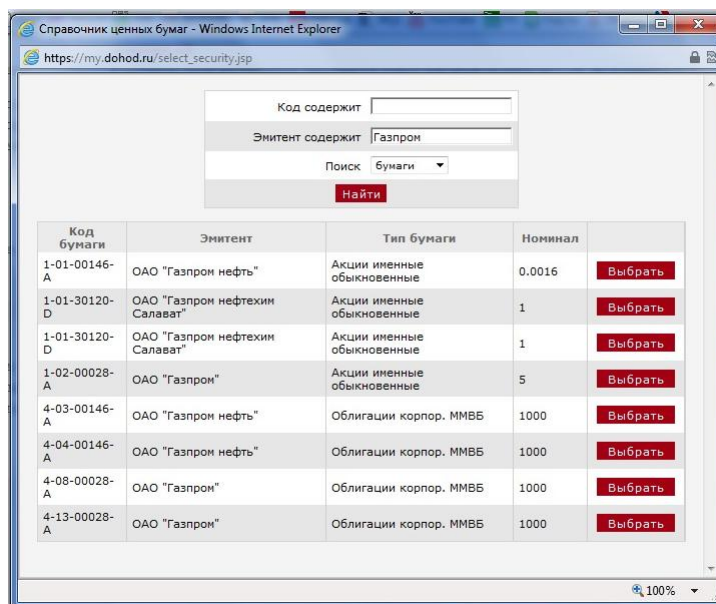 Справочник ценных бумаг - Windows Internet Explorer
https://my.dohod.ru/select_security.jsp
Код содержит
Эмитент содержит Газпром
Поиск бумаги
Найти
Код бумаги Эмитент Тип бумаги Номинал
1-01-00146-A ОАО "Газпром нефть" Акции именные обыкновенные 0.0016 Выбрать
1-01-30120-D ОАО "Газпром нефтехим Салават" Акции именные обыкновенные 1 Выбрать
1-01-30120-D ОАО "Газпром нефтехим Салават" Акции именные обыкновенные 1 Выбрать
1-02-00028-A ОАО "Газпром" Акции именные обыкновенные 5 Выбрать
4-03-00146-A ОАО "Газпром нефть" Облигации корпор. ММВБ 1000 Выбрать
4-04-00146-A ОАО "Газпром нефть" Облигации корпор. ММВБ 1000 Выбрать
4-08-00028-A ОАО "Газпром" Облигации корпор. ММВБ 1000 Выбрать
4-13-00028-A ОАО "Газпром" Облигации корпор. ММВБ 1000 Выбрать
100%